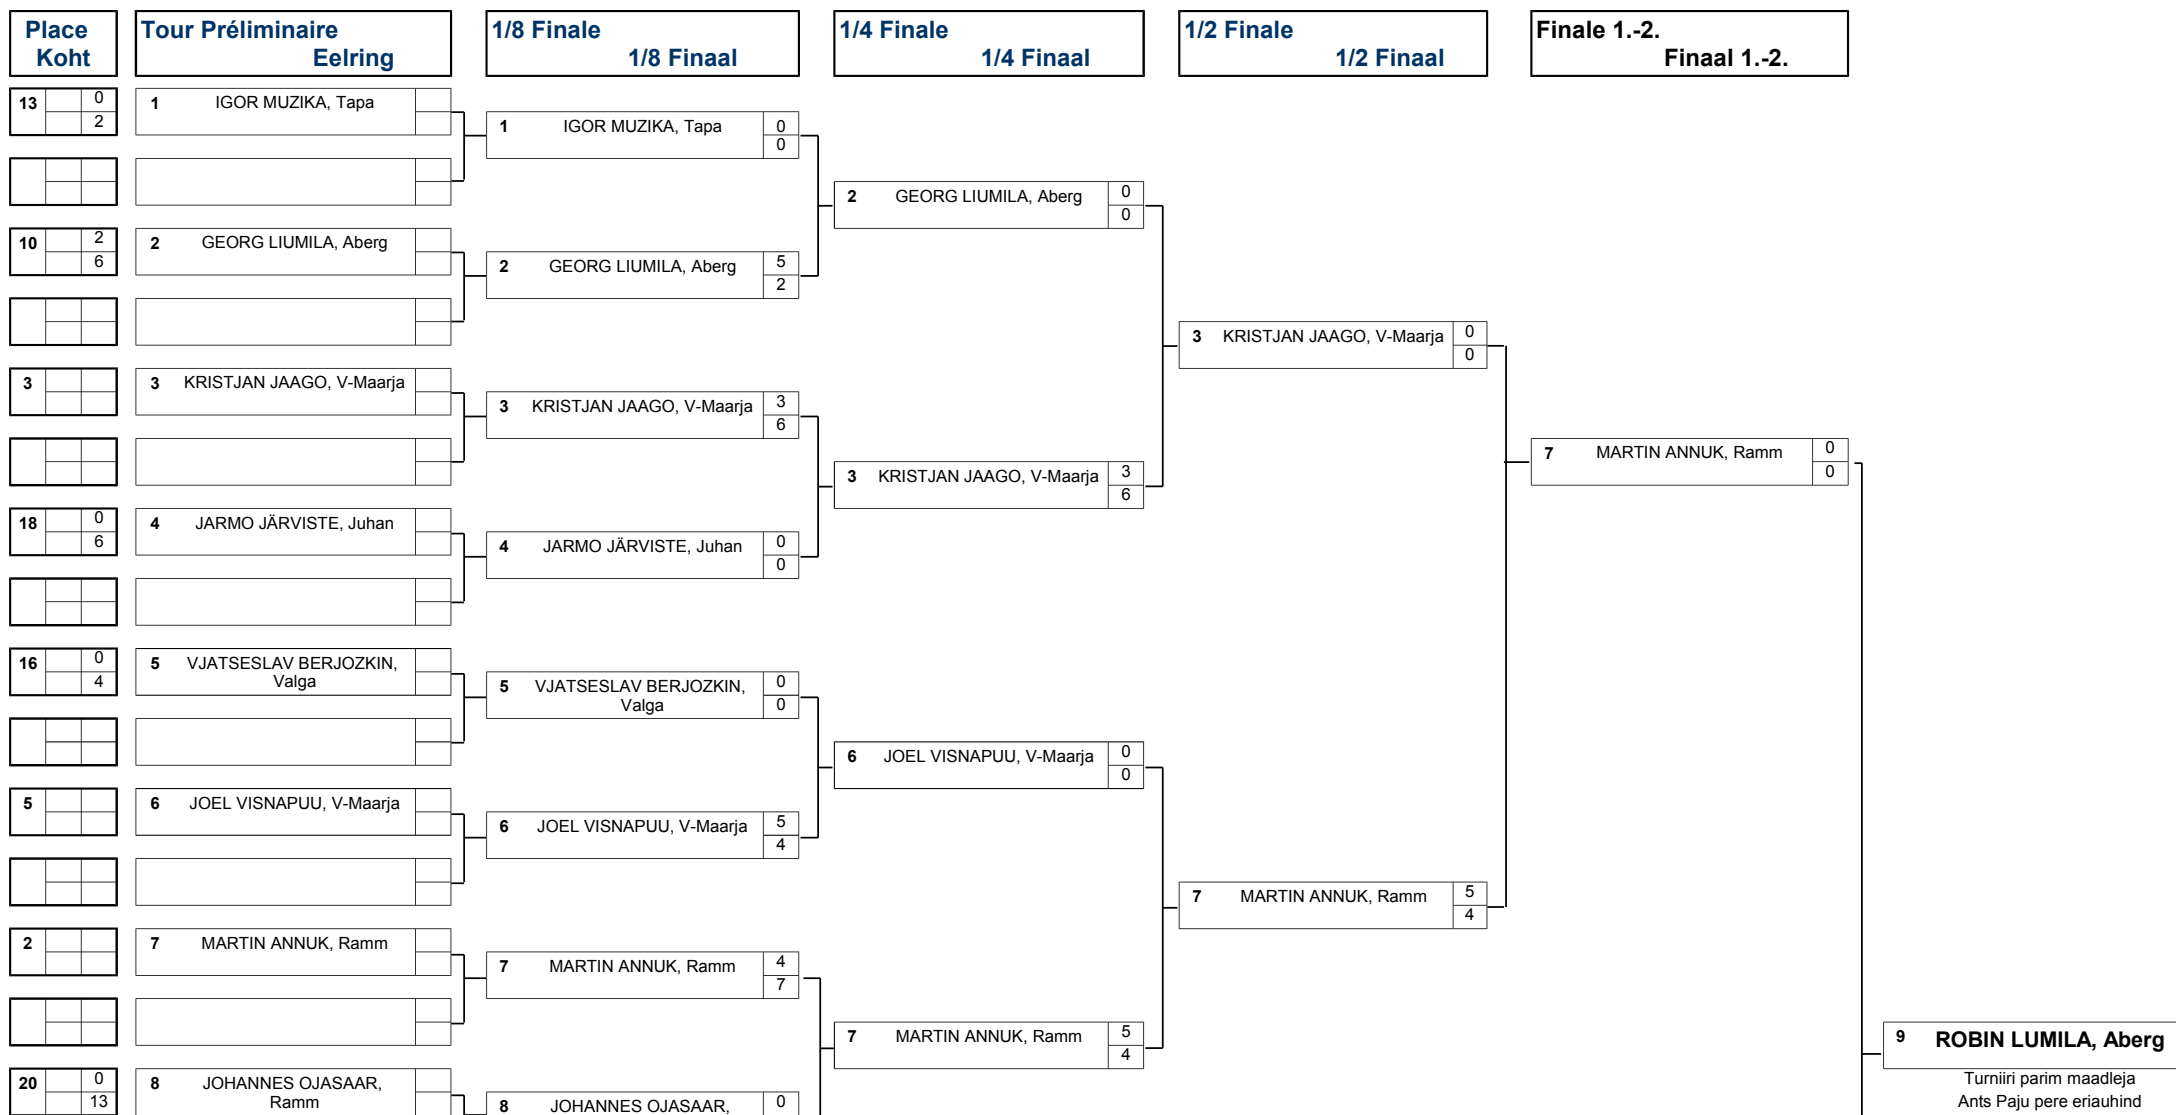 Place Koht
Tour Préliminaire Eelring
1/8 Finale 1/8 Finaal
1/4 Finale 1/4 Finaal
1/2 Finale 1/2 Finaal
Finale 1.-2. Finaal 1.-2.
13 0 2
1 IGOR MUZIKA, Tapa
1 IGOR MUZIKA, Tapa 0 0
2 GEORG LIUMILA, Aberg 0 0
10 2 6
2 GEORG LIUMILA, Aberg
2 GEORG LIUMILA, Aberg 5 2
3 KRISTJAN JAAGO, V-Maarja 0 0
3
3 KRISTJAN JAAGO, V-Maarja
3 KRISTJAN JAAGO, V-Maarja 3 6
7 MARTIN ANNUK, Ramm 0 0
3 KRISTJAN JAAGO, V-Maarja 3 6
18 0 6
4 JARMO JÄRVISTE, Juhan
4 JARMO JÄRVISTE, Juhan 0 0
16 0 4
5 VJATSESLAV BERJOZKIN,
Valga
5 VJATSESLAV BERJOZKIN, 0
Valga 0
6 JOEL VISNAPUU, V-Maarja 0 0
5
6 JOEL VISNAPUU, V-Maarja
6 JOEL VISNAPUU, V-Maarja 5 4
7 MARTIN ANNUK, Ramm 5 4
2
7 MARTIN ANNUK, Ramm
7 MARTIN ANNUK, Ramm 4 7
7 MARTIN ANNUK, Ramm 5 4
9 ROBIN LUMILA, Aberg
Turniiri parim maadleja
Ants Paju pere eriauhind
20 0 13
8 JOHANNES OJASAAR,
Ramm
8 JOHANNES OJASAAR, 0